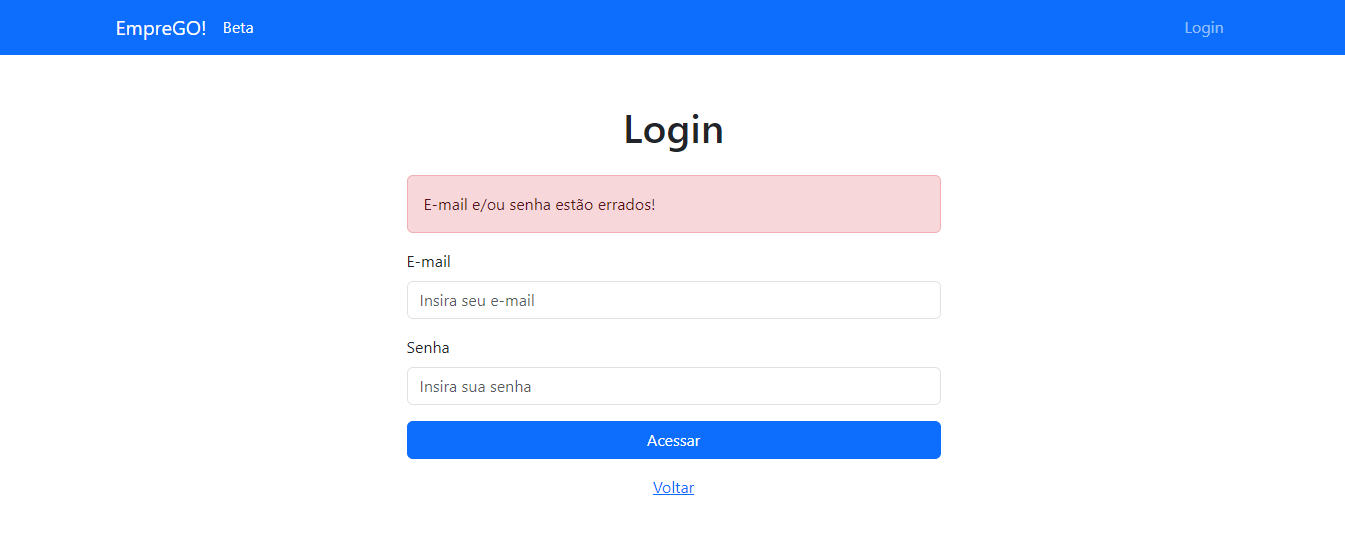 EmpreGO! Beta Login
Login
E-mail e/ou senha estão errados!
E-mail
Insira seu e-mail
Senha
Insira sua senha
Acessar
Voltar